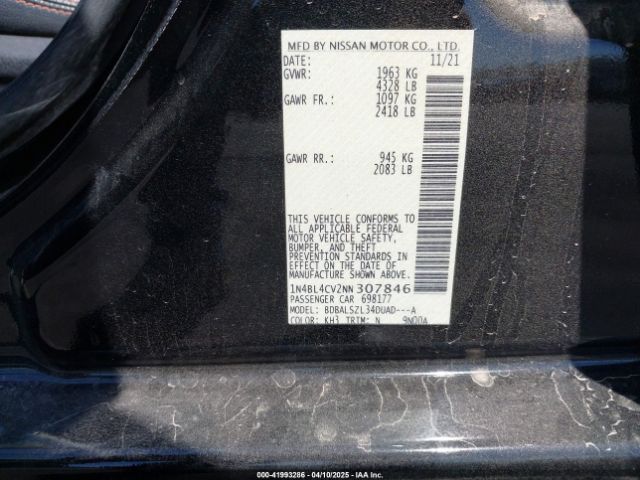 MFD BY NISSAN MOTOR CO., LTD.
DATE: 11/21
GVWR: 1963 KG
4328 LB
GAWR FR.: 1097 KG
2418 LB
GAWR RR.: 945 KG
2083 LB
THIS VEHICLE CONFORMS TO
ALL APPLICABLE FEDERAL
MOTOR VEHICLE SAFETY,
BUMPER, AND THEFT
PREVENTION STANDARDS IN
EFFECT ON THE DATE OF
MANUFACTURE SHOWN ABOVE.
1N4BL4CV2NN307846
PASSENGER CAR 698177
MODEL: BDBALSZL34DUAD---A
COLOR: KH3 TRIM: N 9N00A
000-41993286 - 04/10/2025 - IAA Inc.